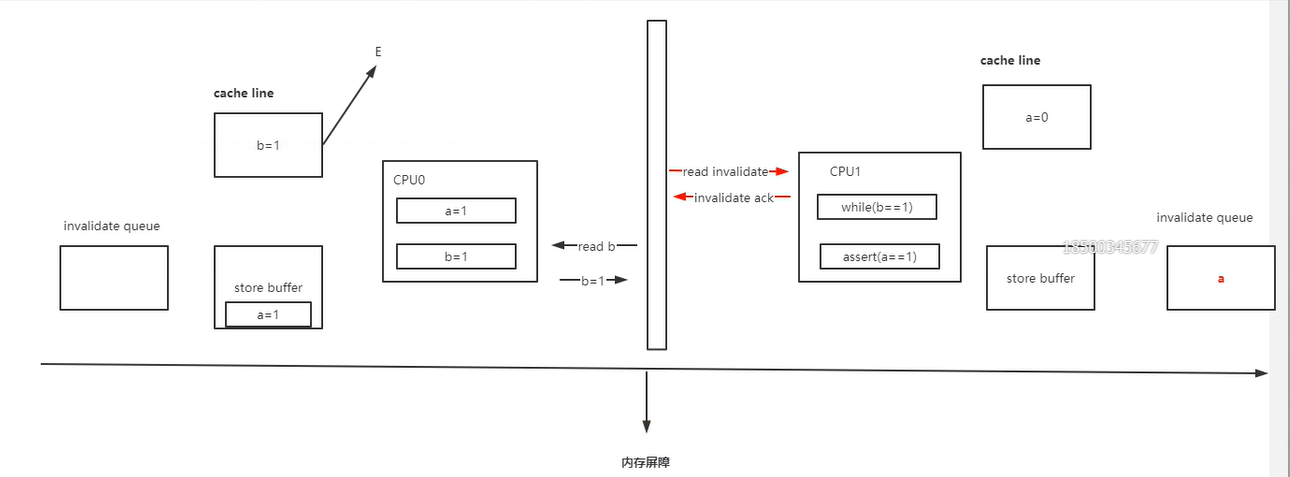 E
cache line
cache line
b=1
a=0
CPU0
read invalidate
CPU1
invalidate ack
a=1
while(b==1)
invalidate queue
invalidate queue
read b
b=1
assert(a==1)
18500345677
store buffer
b=1
store buffer
a
a=1
内存屏障